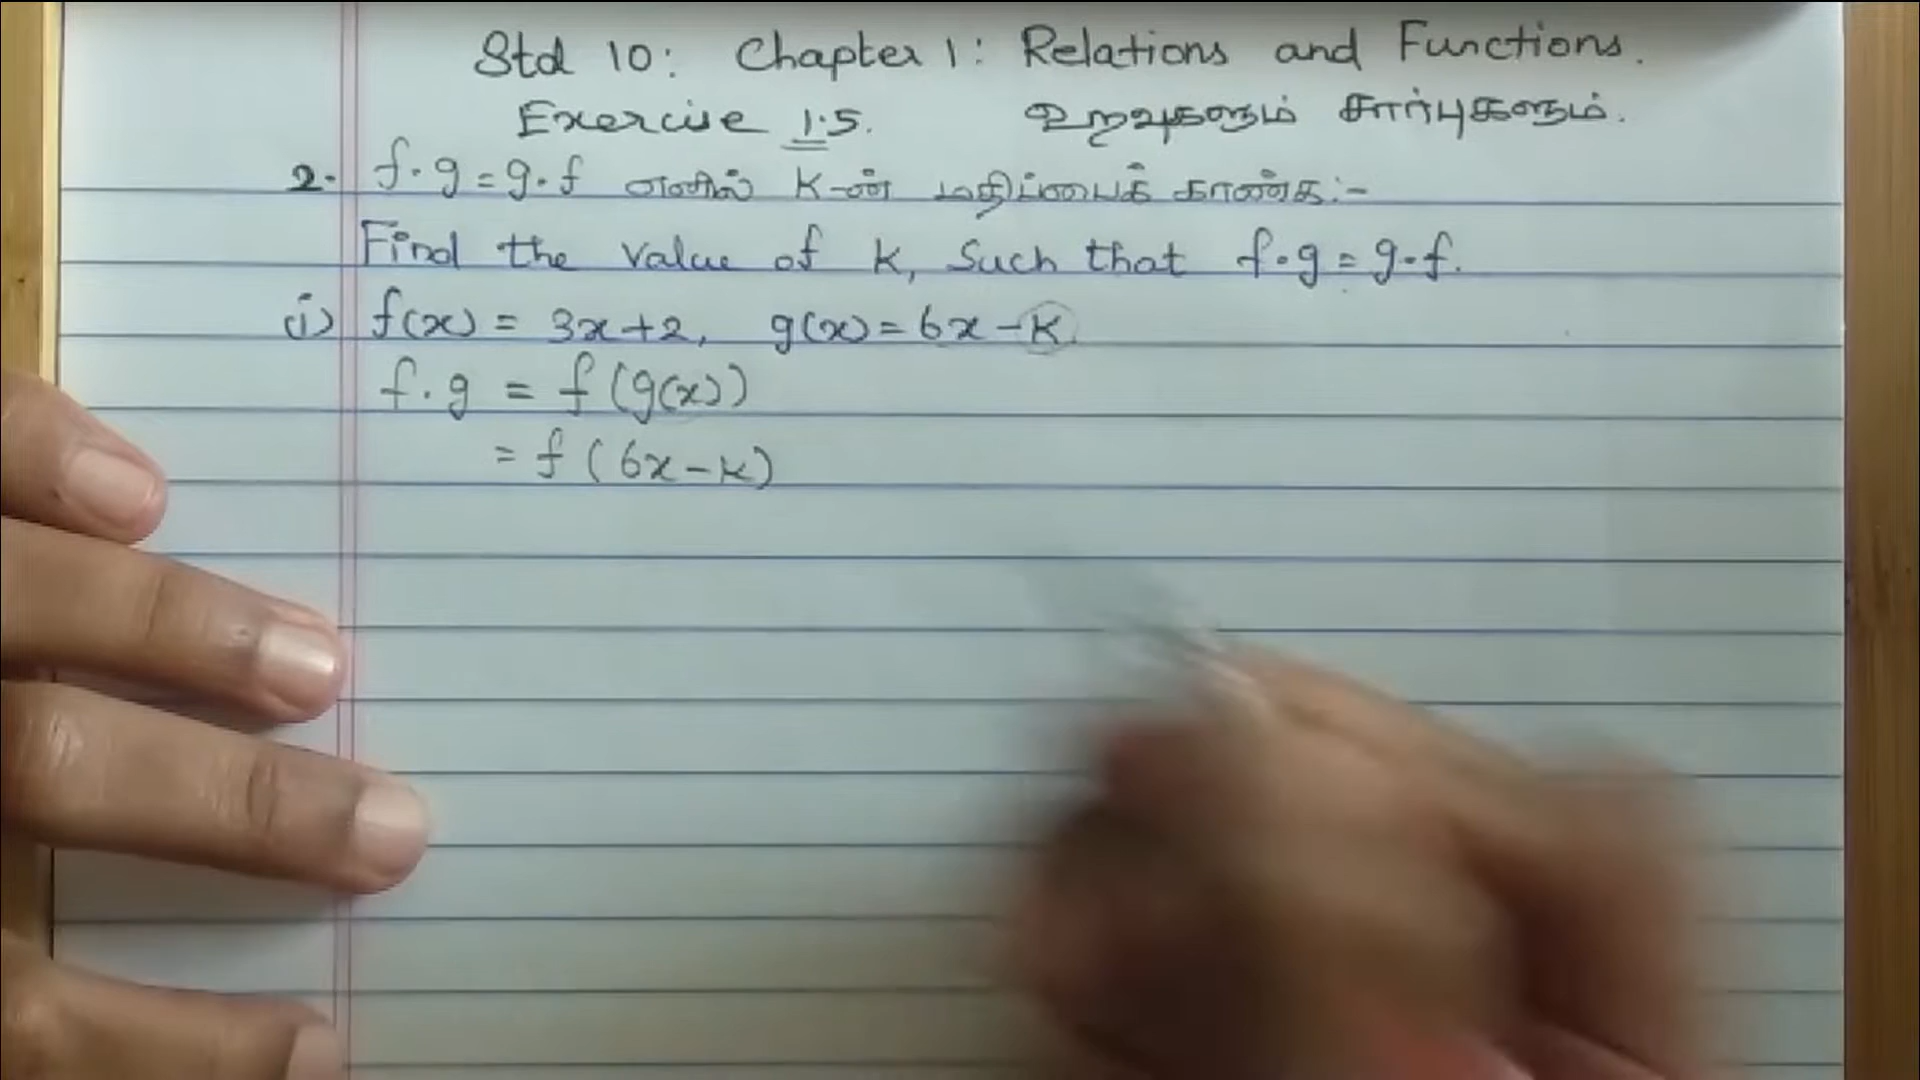 Std 10: Chapter 1: Relations and Functions.
Exercise 1.5. உறவுகளும் சார்புகளும்.
2. f∘g = g∘f எனில் K-ன் மதிப்பைக் காண்க:-
Find the value of K, Such that f∘g = g∘f.
(i) f(x) = 3x+2, g(x) = 6x-K
f∘g = f(g(x))
= f(6x-K)